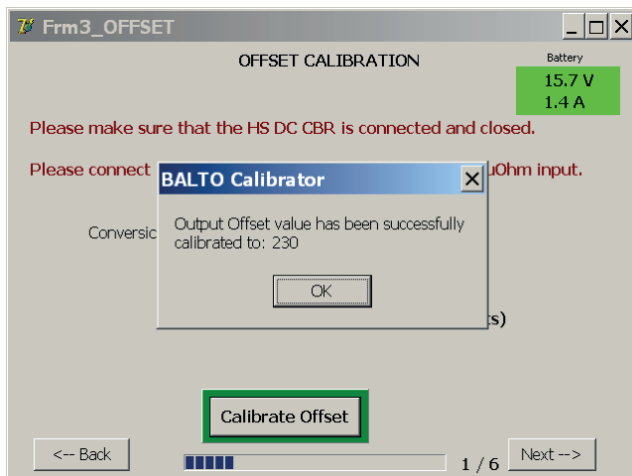 Frm3_OFFSET
OFFSET CALIBRATION
Battery
15.7 V
1.4 A
Please make sure that the HS DC CBR is connected and closed.
Please connect
uOhm input.
BALTO Calibrator
Output Offset value has been successfully
calibrated to: 230
OK
Calibrate Offset
<-- Back
1 / 6
Next -->